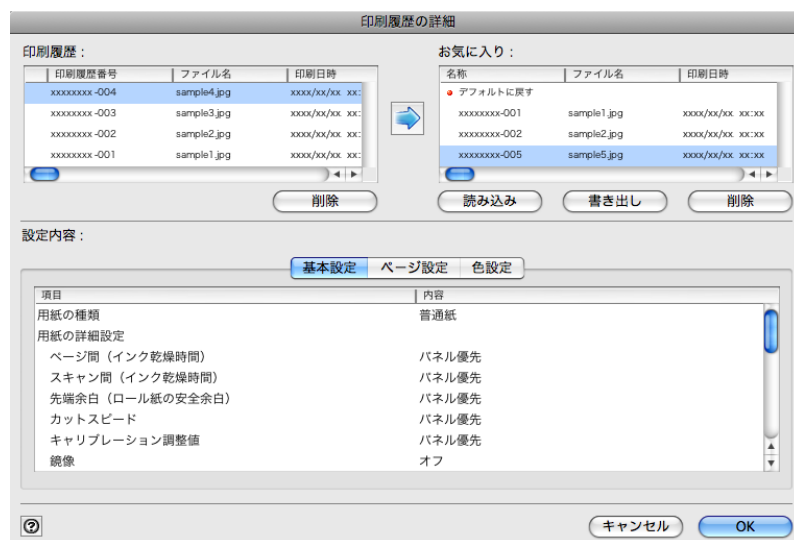 印刷履歴の詳細
印刷履歴：
印刷履歴番号 ファイル名 印刷日時
xxxxxxxx -004 sample4.jpg xxxx/xx/xx xx:
xxxxxxxx -003 sample3.jpg xxxx/xx/xx xx:
xxxxxxxx -002 sample2.jpg xxxx/xx/xx xx:
xxxxxxxx -001 sample1.jpg xxxx/xx/xx xx:
削除
お気に入り：
名称 ファイル名 印刷日時
デフォルトに戻す
xxxxxxxx-001 sample1.jpg xxxx/xx/xx xx:xx
xxxxxxxx-002 sample2.jpg xxxx/xx/xx xx:xx
xxxxxxxx-005 sample5.jpg xxxx/xx/xx xx:xx
読み込み 書き出し 削除
設定内容：
基本設定 ページ設定 色設定
項目 内容
用紙の種類 普通紙
用紙の詳細設定
ページ間（インク乾燥時間） パネル優先
スキャン間（インク乾燥時間） パネル優先
先端余白（ロール紙の安全余白） パネル優先
カットスピード パネル優先
キャリブレーション調整値 パネル優先
鏡像 オフ
? キャンセル OK